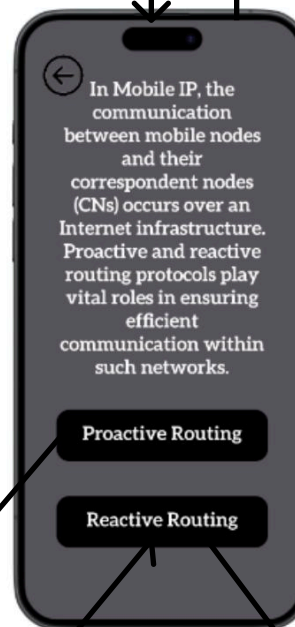 In Mobile IP, the
communication
between mobile nodes
and their
correspondent nodes
(CNs) occurs over an
Internet infrastructure.
Proactive and reactive
routing protocols play
vital roles in ensuring
efficient
communication within
such networks.
Proactive Routing
Reactive Routing